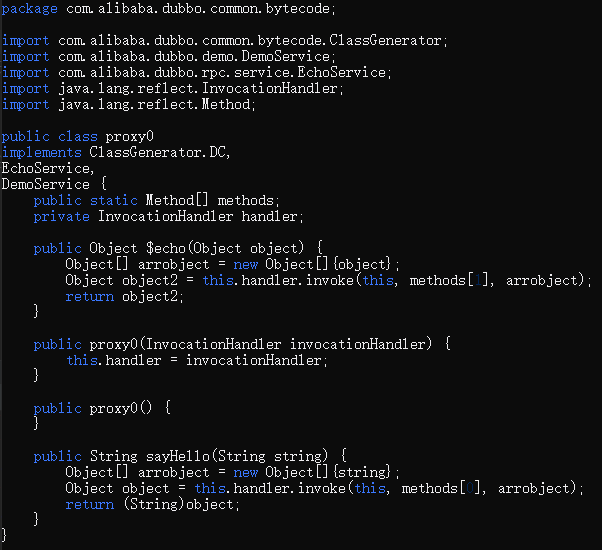 package com.alibaba.dubbo.common.bytecode;

import com.alibaba.dubbo.common.bytecode.ClassGenerator;
import com.alibaba.dubbo.demo.DemoService;
import com.alibaba.dubbo.rpc.service.EchoService;
import java.lang.reflect.InvocationHandler;
import java.lang.reflect.Method;

public class proxy0
implements ClassGenerator.DC,
EchoService,
DemoService {
    public static Method[] methods;
    private InvocationHandler handler;

    public Object $echo(Object object) {
        Object[] arrobject = new Object[]{object};
        Object object2 = this.handler.invoke(this, methods[1], arrobject);
        return object2;
    }

    public proxy0(InvocationHandler invocationHandler) {
        this.handler = invocationHandler;
    }

    public proxy0() {
    }

    public String sayHello(String string) {
        Object[] arrobject = new Object[]{string};
        Object object = this.handler.invoke(this, methods[0], arrobject);
        return (String)object;
    }
}